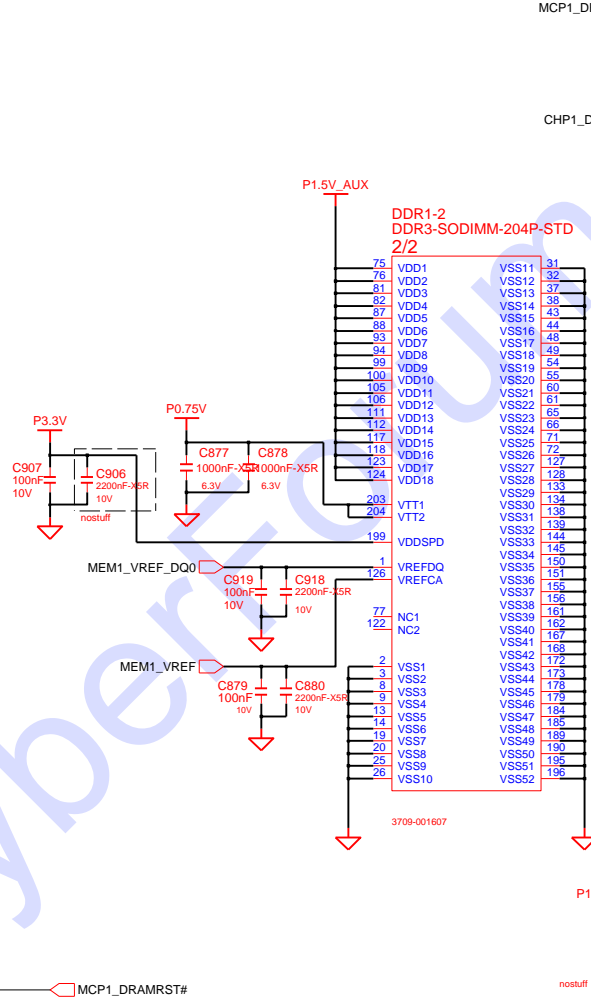 MCP1_D
CHP1_D
P1.5V_AUX
DDR1-2
DDR3-SODIMM-204P-STD
2/2
75 VDD1 VSS11 31
76 VDD2 VSS12 32
81 VDD3 VSS13 37
82 VDD4 VSS14 38
87 VDD5 VSS15 43
88 VDD6 VSS16 44
93 VDD7 VSS17 48
94 VDD8 VSS18 49
99 VDD9 VSS19 54
100 VDD10 VSS20 55
105 VDD11 VSS21 60
106 VDD12 VSS22 61
111 VDD13 VSS23 65
112 VDD14 VSS24 66
117 VDD15 VSS25 71
118 VDD16 VSS26 72
123 VDD17 VSS27 127
124 VDD18 VSS28 128
VSS29 133
203 VTT1 VSS30 134
204 VTT2 VSS31 138
VSS32 139
199 VDDSPD VSS33 144
VSS34 145
1 VREFDQ VSS35 150
126 VREFCA VSS36 151
VSS37 155
VSS38 156
77 NC1 VSS39 161
122 NC2 VSS40 162
VSS41 167
VSS42 168
2 VSS1 VSS43 172
3 VSS2 VSS44 173
8 VSS3 VSS45 178
9 VSS4 VSS46 179
13 VSS5 VSS47 184
14 VSS6 VSS48 185
19 VSS7 VSS49 189
20 VSS8 VSS50 190
25 VSS9 VSS51 195
26 VSS10 VSS52 196
3709-001607
P0.75V
C877
1000nF-X5R
6.3V
C878
1000nF-X5R
6.3V
P3.3V
C907
100nF
10V
C906
2200nF-X5R
10V
nostuff
MEM1_VREF_DQ0
C919
100nF
10V
C918
2200nF-X5R
10V
MEM1_VREF
C879
100nF
10V
C880
2200nF-X5R
10V
P1
MCP1_DRAMRST#
nostuff
yberForum